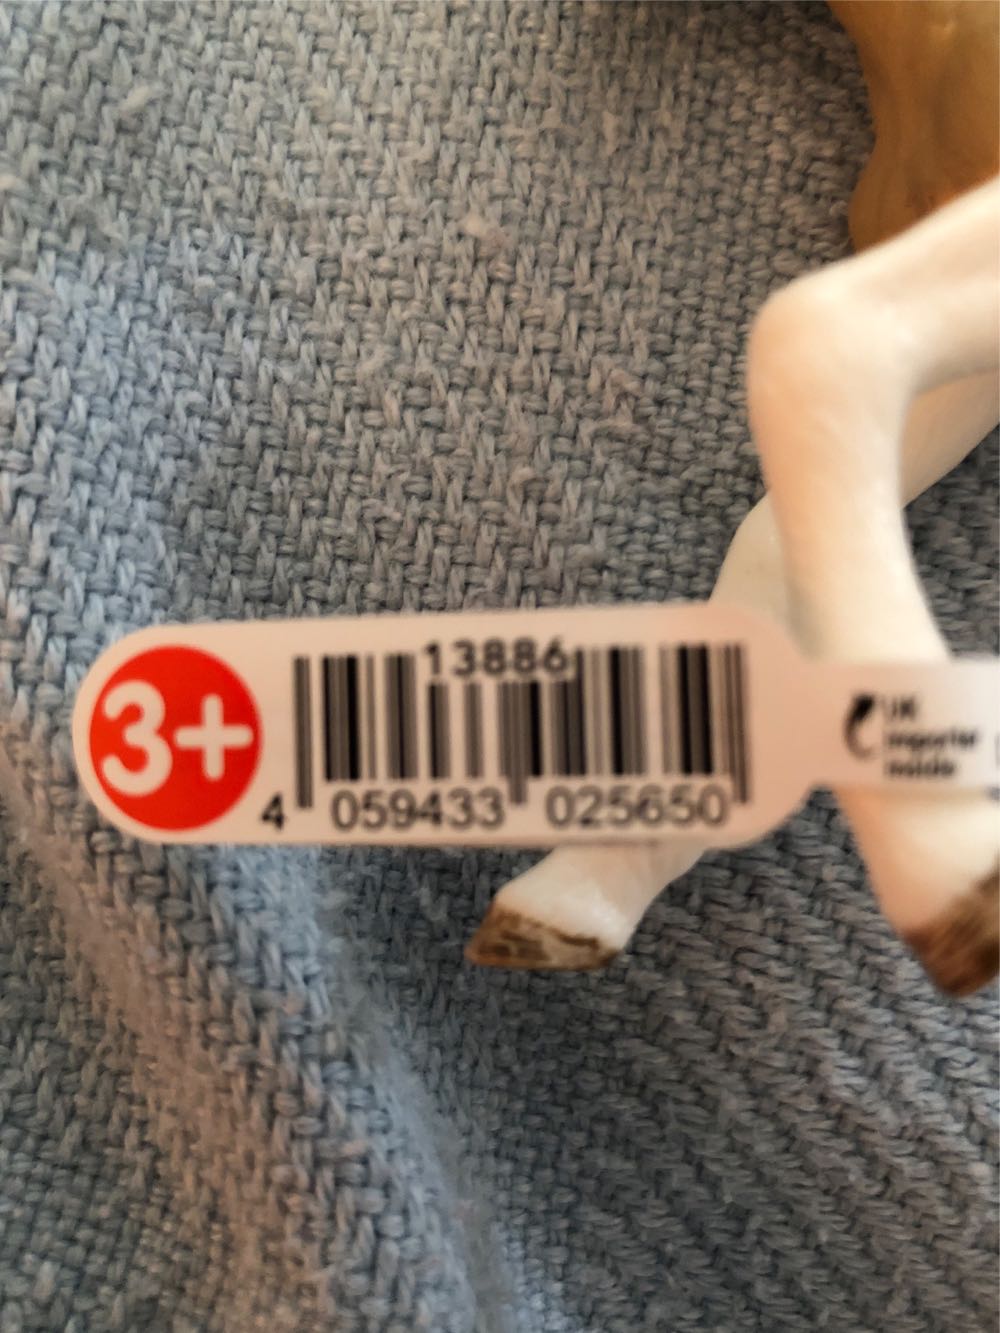 3+
13886
4 059433 025650
UK
importer
inside